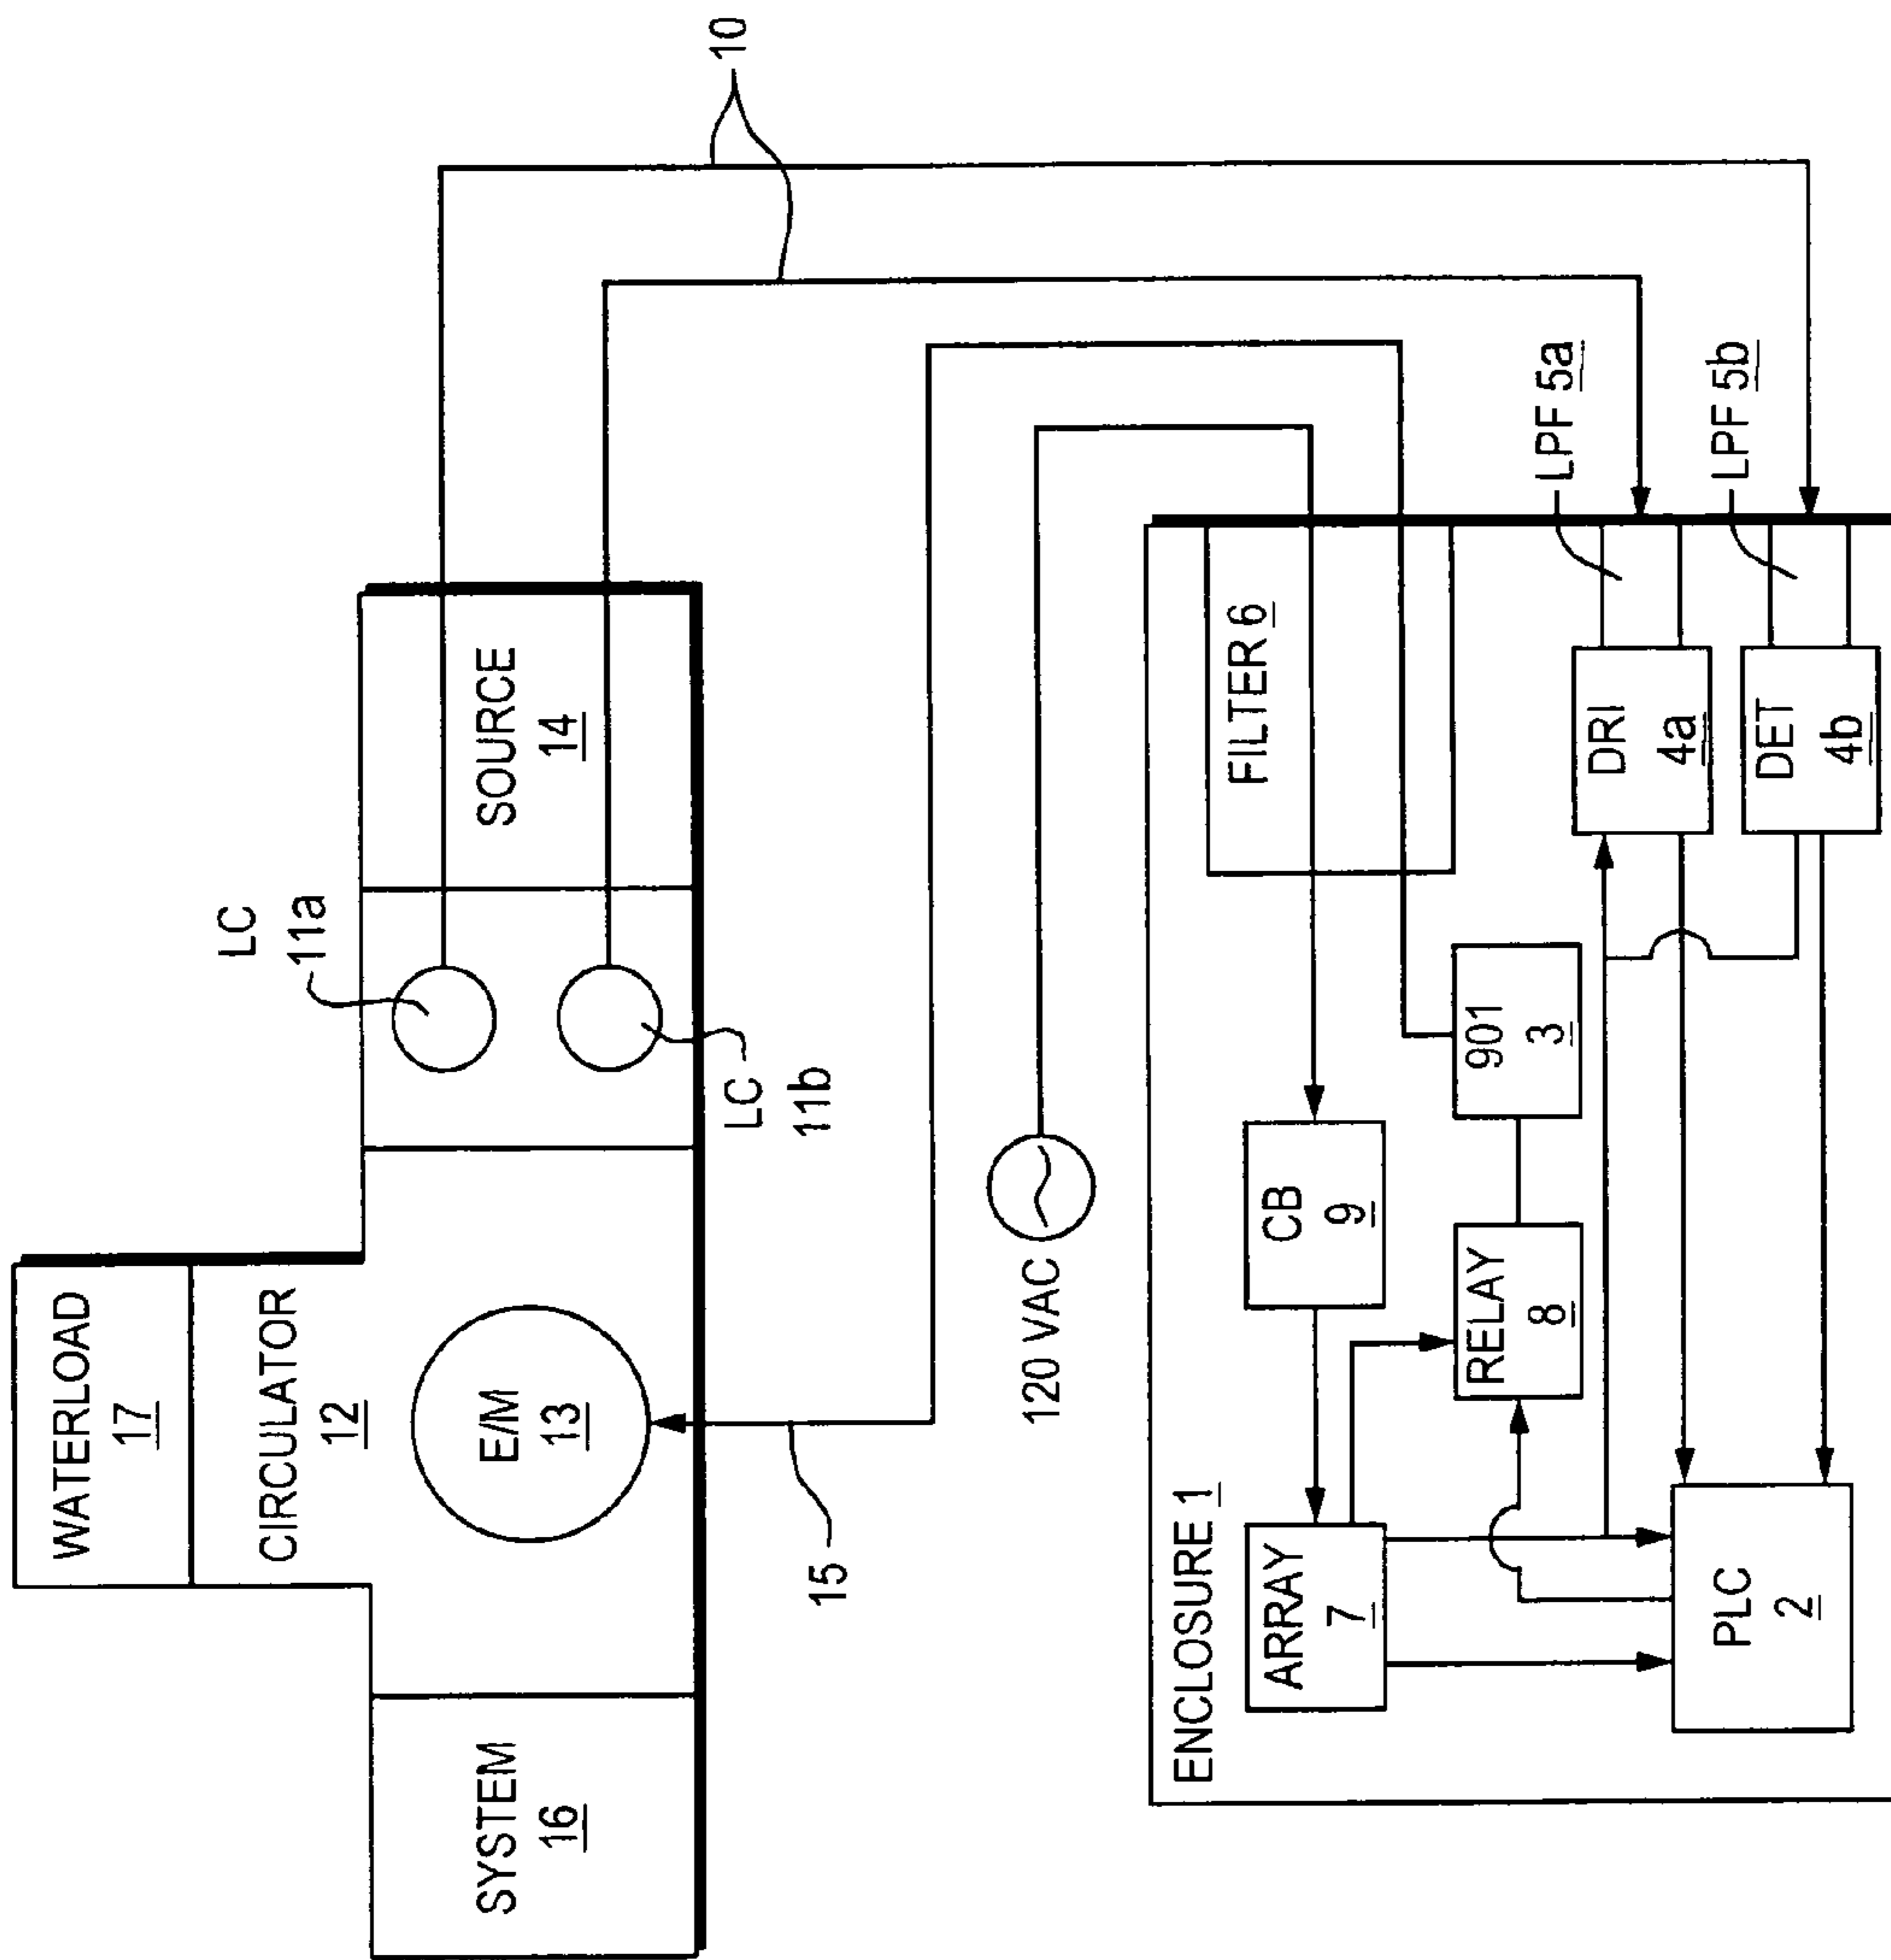 WATERLOAD
17
CIRCULATOR
12
E/M
13
SYSTEM
16
15
LC
11a
LC
11b
SOURCE
14
10
120 VAC
ENCLOSURE 1
ARRAY
7
CB
9
FILTER 6
RELAY
8
901
3
PLC
2
DRI
4a
DET
4b
LPF 5a
LPF 5b